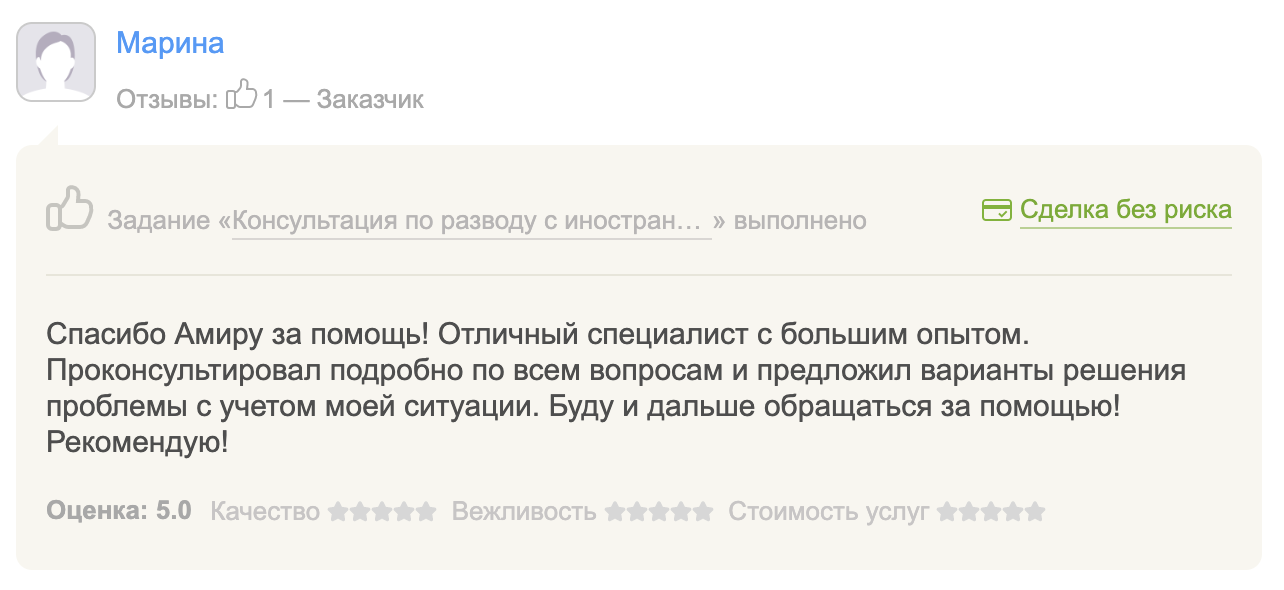 Марина
Отзывы: 1 — Заказчик
Задание «Консультация по разводу с иностран… » выполнено
Сделка без риска
Спасибо Амиру за помощь! Отличный специалист с большим опытом.
Проконсультировал подробно по всем вопросам и предложил варианты решения
проблемы с учетом моей ситуации. Буду и дальше обращаться за помощью!
Рекомендую!
Оценка: 5.0 Качество Вежливость Стоимость услуг